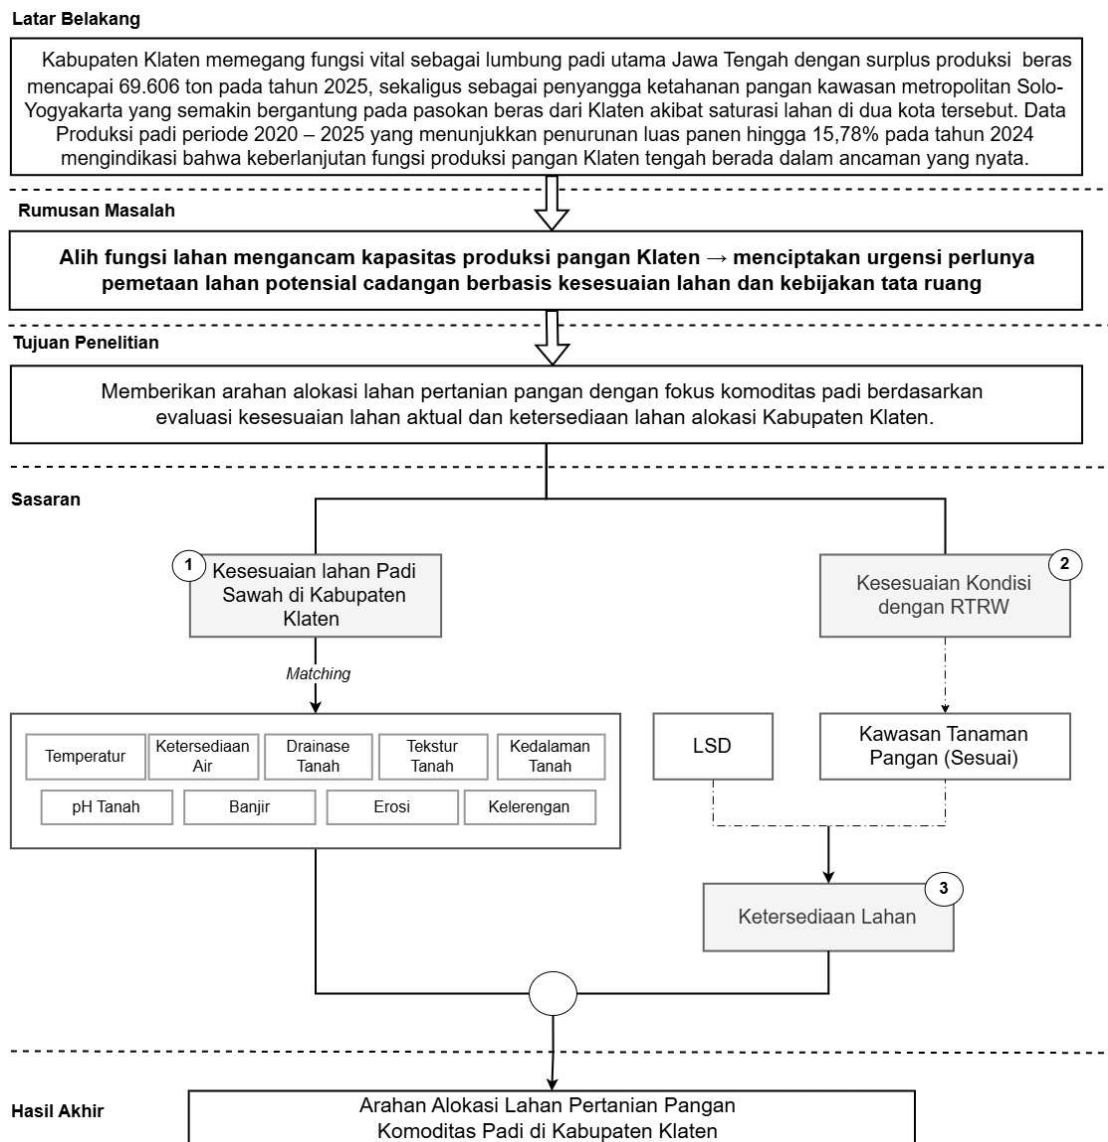 Latar Belakang
Kabupaten Klaten memegang fungsi vital sebagai lumbung padi utama Jawa Tengah dengan surplus produksi beras
mencapai 69.606 ton pada tahun 2025, sekaligus sebagai penyangga ketahanan pangan kawasan metropolitan Solo-
Yogyakarta yang semakin bergantung pada pasokan beras dari Klaten akibat saturasi lahan di dua kota tersebut. Data
Produksi padi periode 2020 – 2025 yang menunjukkan penurunan luas panen hingga 15,78% pada tahun 2024
mengindikasi bahwa keberlanjutan fungsi produksi pangan Klaten tengah berada dalam ancaman yang nyata.
Rumusan Masalah
Alih fungsi lahan mengancam kapasitas produksi pangan Klaten → menciptakan urgensi perlunya
pemetaan lahan potensial cadangan berbasis kesesuaian lahan dan kebijakan tata ruang
Tujuan Penelitian
Memberikan arahan alokasi lahan pertanian pangan dengan fokus komoditas padi berdasarkan
evaluasi kesesuaian lahan aktual dan ketersediaan lahan alokasi Kabupaten Klaten.
Sasaran
1
Kesesuaian lahan Padi
Sawah di Kabupaten
Klaten
2
Kesesuaian Kondisi
dengan RTRW
Matching
Temperatur
Ketersediaan
Air
Drainase
Tanah
Tekstur
Tanah
Kedalaman
Tanah
pH Tanah
Banjir
Erosi
Kelerengan
LSD
Kawasan Tanaman
Pangan (Sesuai)
3
Ketersediaan Lahan
Hasil Akhir
Arahan Alokasi Lahan Pertanian Pangan
Komoditas Padi di Kabupaten Klaten